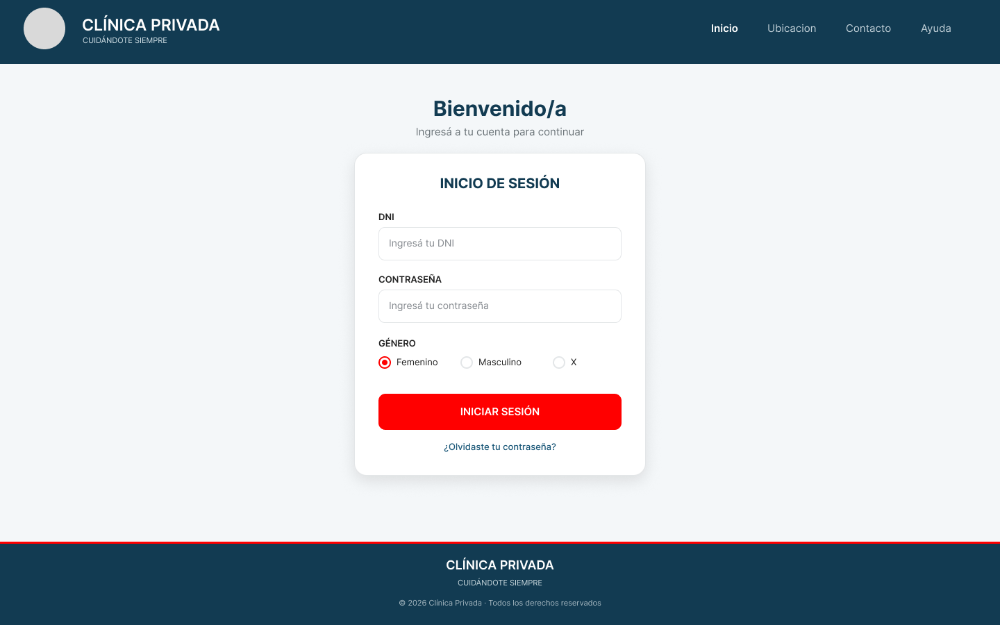 CLÍNICA PRIVADA
CUIDÁNDOTE SIEMPRE
Inicio Ubicacion Contacto Ayuda
Bienvenido/a
Ingresá a tu cuenta para continuar
INICIO DE SESIÓN
DNI
Ingresá tu DNI
CONTRASEÑA
Ingresá tu contraseña
GÉNERO
Femenino Masculino X
INICIAR SESIÓN
¿Olvidaste tu contraseña?
CLÍNICA PRIVADA
CUIDÁNDOTE SIEMPRE
© 2026 Clínica Privada · Todos los derechos reservados